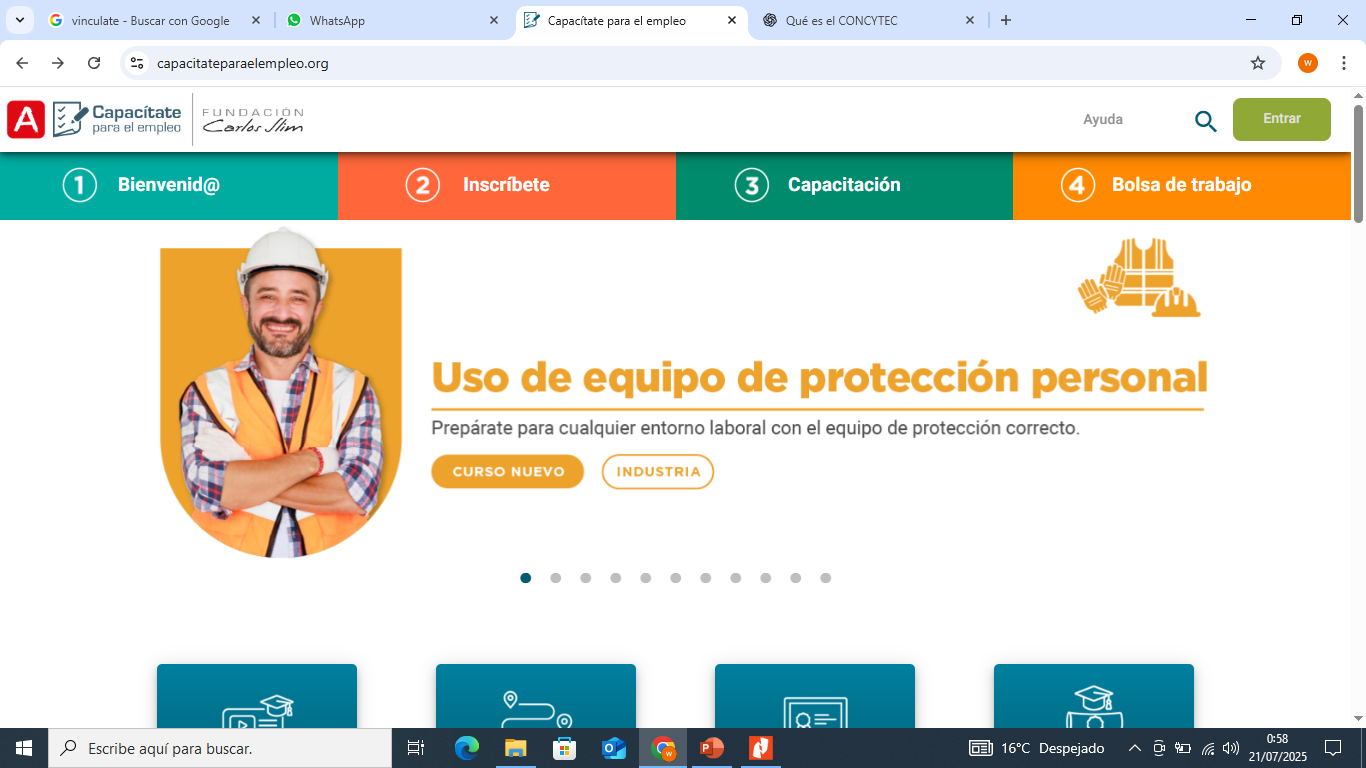 vinculate - Buscar con Google
WhatsApp
Capacítate para el empleo
Qué es el CONCYTEC
capacitateparaelempleo.org
W
A
Capacítate
para el empleo
FUNDACIÓN
Carlos Slim
Ayuda
Entrar
1 Bienvenid@
2 Inscríbete
3 Capacitación
4 Bolsa de trabajo
Uso de equipo de protección personal
Prepárate para cualquier entorno laboral con el equipo de protección correcto.
CURSO NUEVO
INDUSTRIA
Escribe aquí para buscar.
16°C Despejado
0:58
21/07/2025